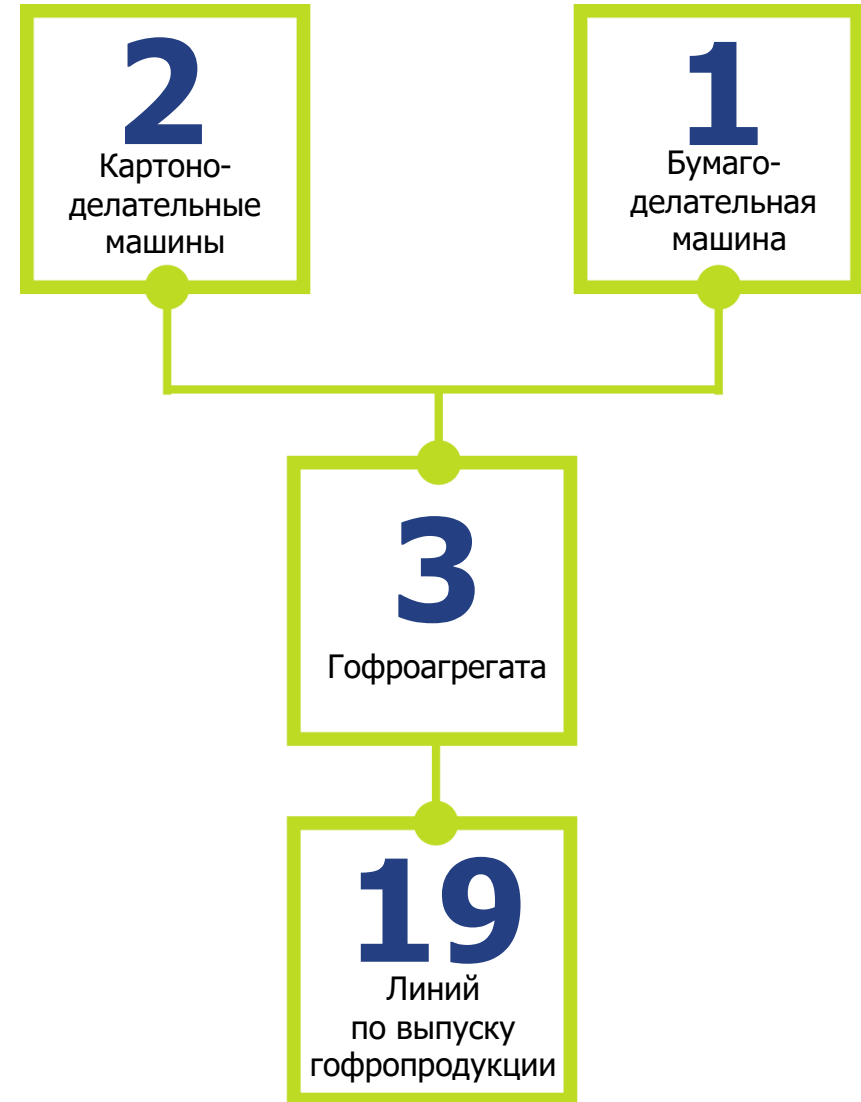 2
Картоно-
делательные
машины
1
Бумаго-
делательная
машина
3
Гофроагрегата
19
Линий
по выпуску
гофропродукции